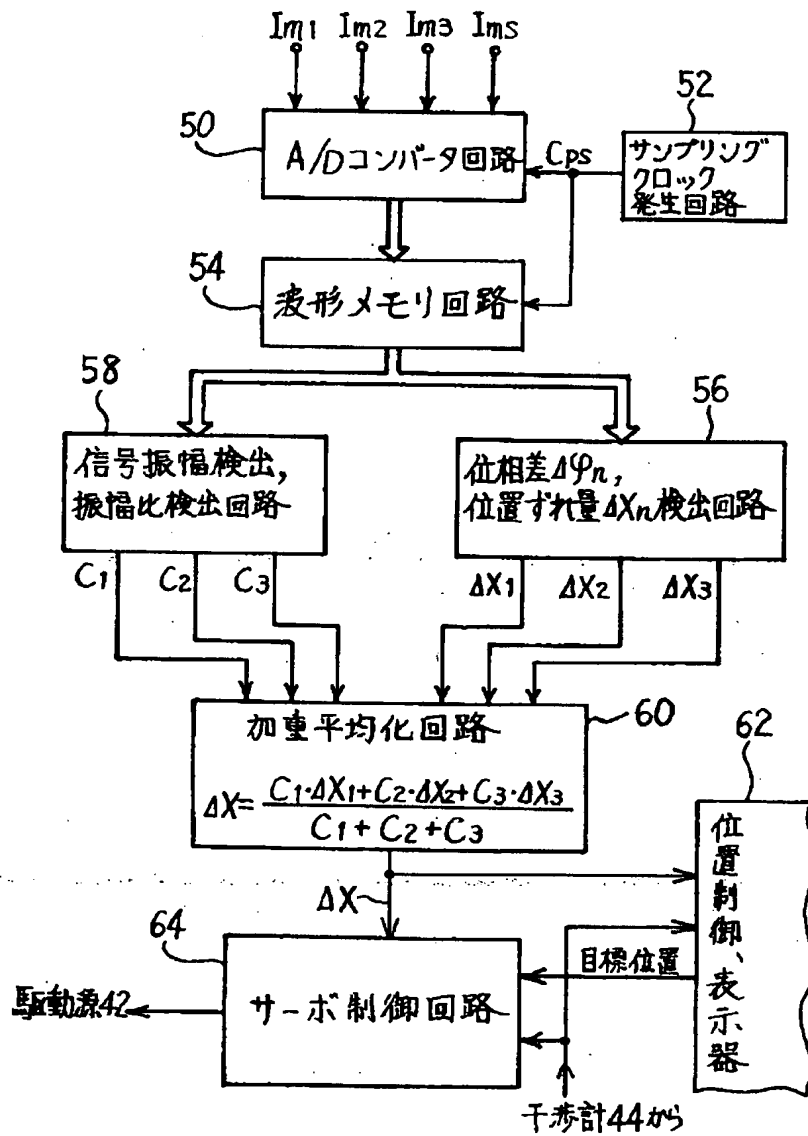 Im1 Im2 Im3 Ims
50
A/Dコンバータ回路
Cps
52
サンプリング
クロック
発生回路
54
波形メモリ回路
58
信号振幅検出,
振幅比検出回路
56
位相差Δφn,
位置ずれ量ΔXn検出回路
C1 C2 C3
ΔX1 ΔX2 ΔX3
加重平均化回路
60
ΔX=
C1・ΔX1+C2・ΔX2+C3・ΔX3
C1+C2+C3
62
位置制御、表示器
ΔX
64
サーボ制御回路
目標位置
駆動源42
干渉計44から